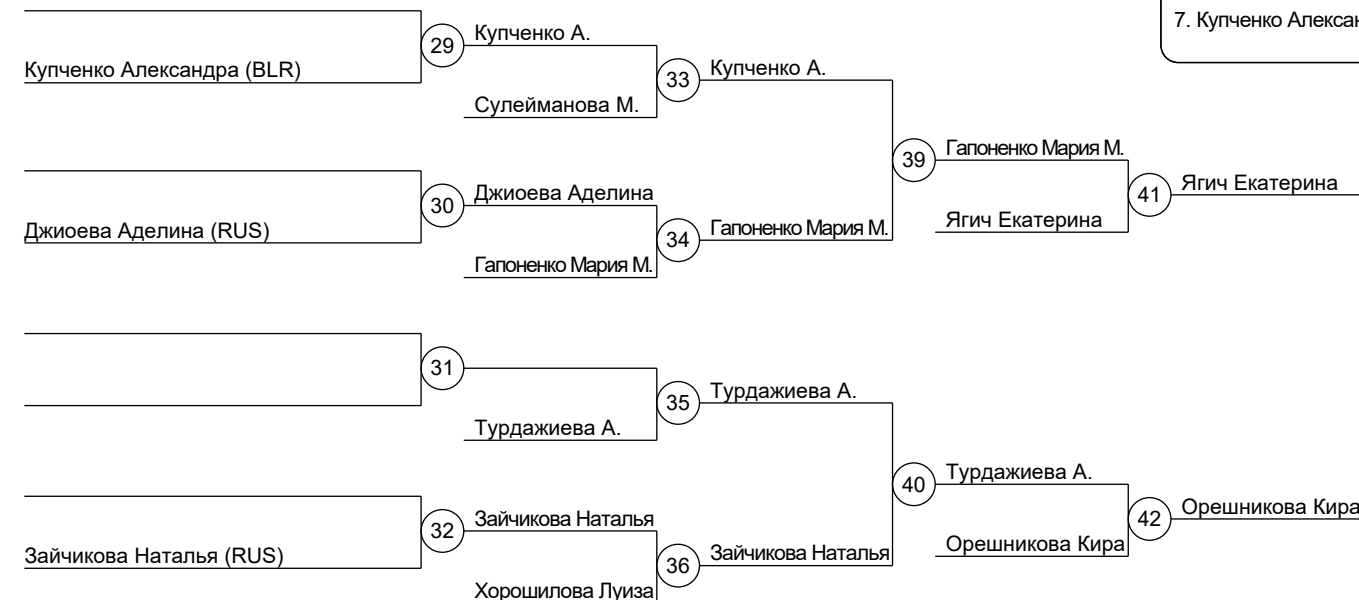 7. Купченко Алексан
29
Купченко А.
Купченко Александра (BLR)
33
Купченко А.
Сулейманова М.
39
Гапоненко Мария М.
30
Джиоева Аделина
41
Ягич Екатерина
Джиоева Аделина (RUS)
34
Гапоненко Мария М.
Ягич Екатерина
Гапоненко Мария М.
31
35
Турдажиева А.
Турдажиева А.
40
Турдажиева А.
32
Зайчикова Наталья
42
Орешникова Кира
Зайчикова Наталья (RUS)
36
Зайчикова Наталья
Орешникова Кира
Хорошилова Луиза